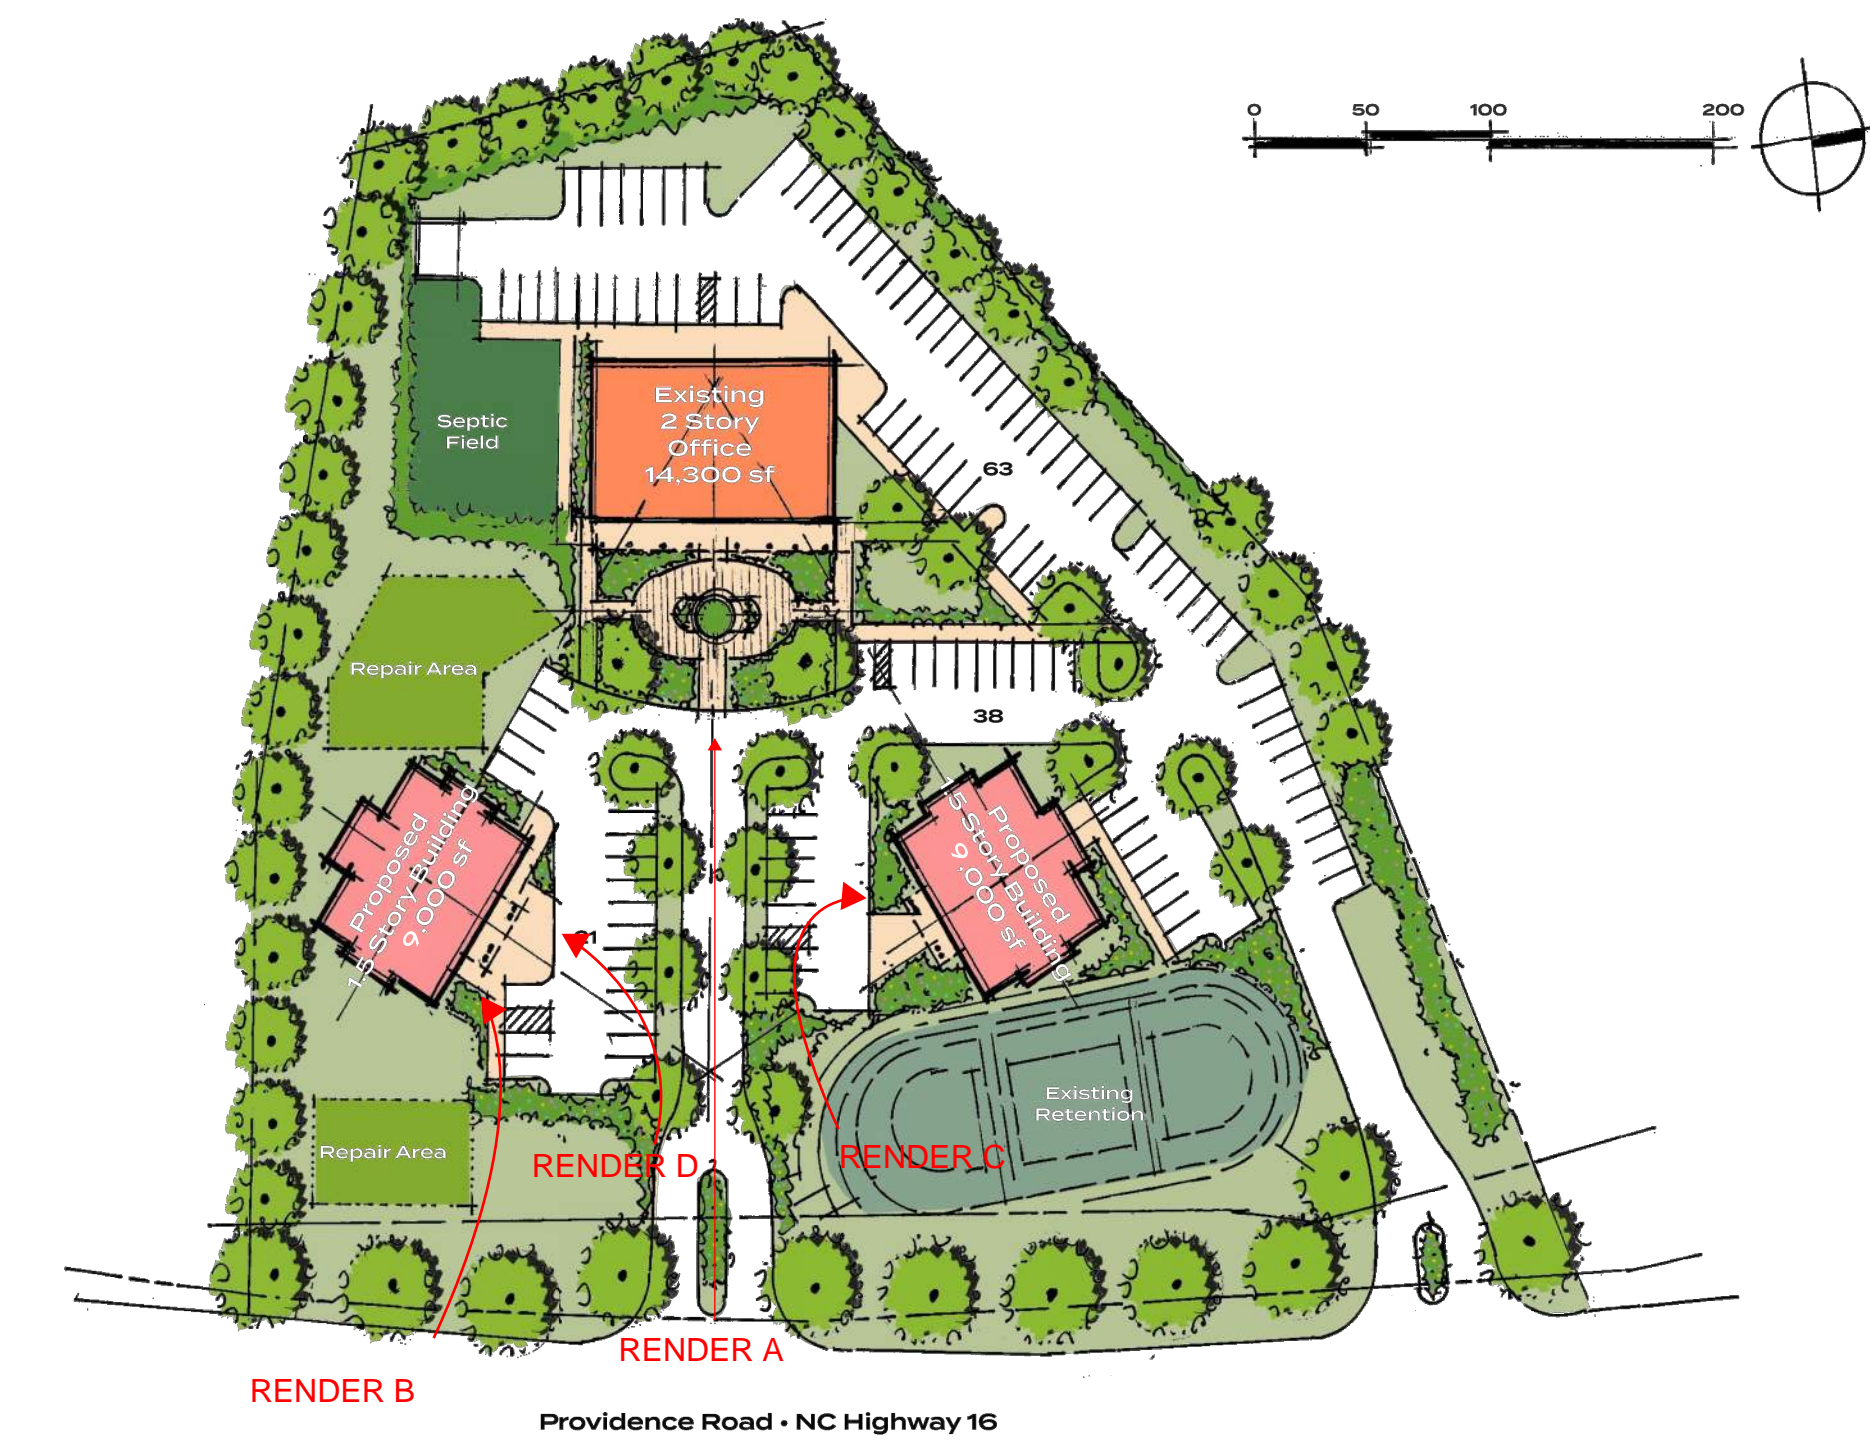 0 50 100 200
Existing
2 Story
Office
14,300 sf
Septic
Field
63
Repair Area
38
Proposed
1.5 Story Building
9,000 sf
Proposed
1.5 Story Building
9,000 sf
Existing
Retention
Repair Area
RENDER D
RENDER C
RENDER A
RENDER B
Providence Road • NC Highway 16